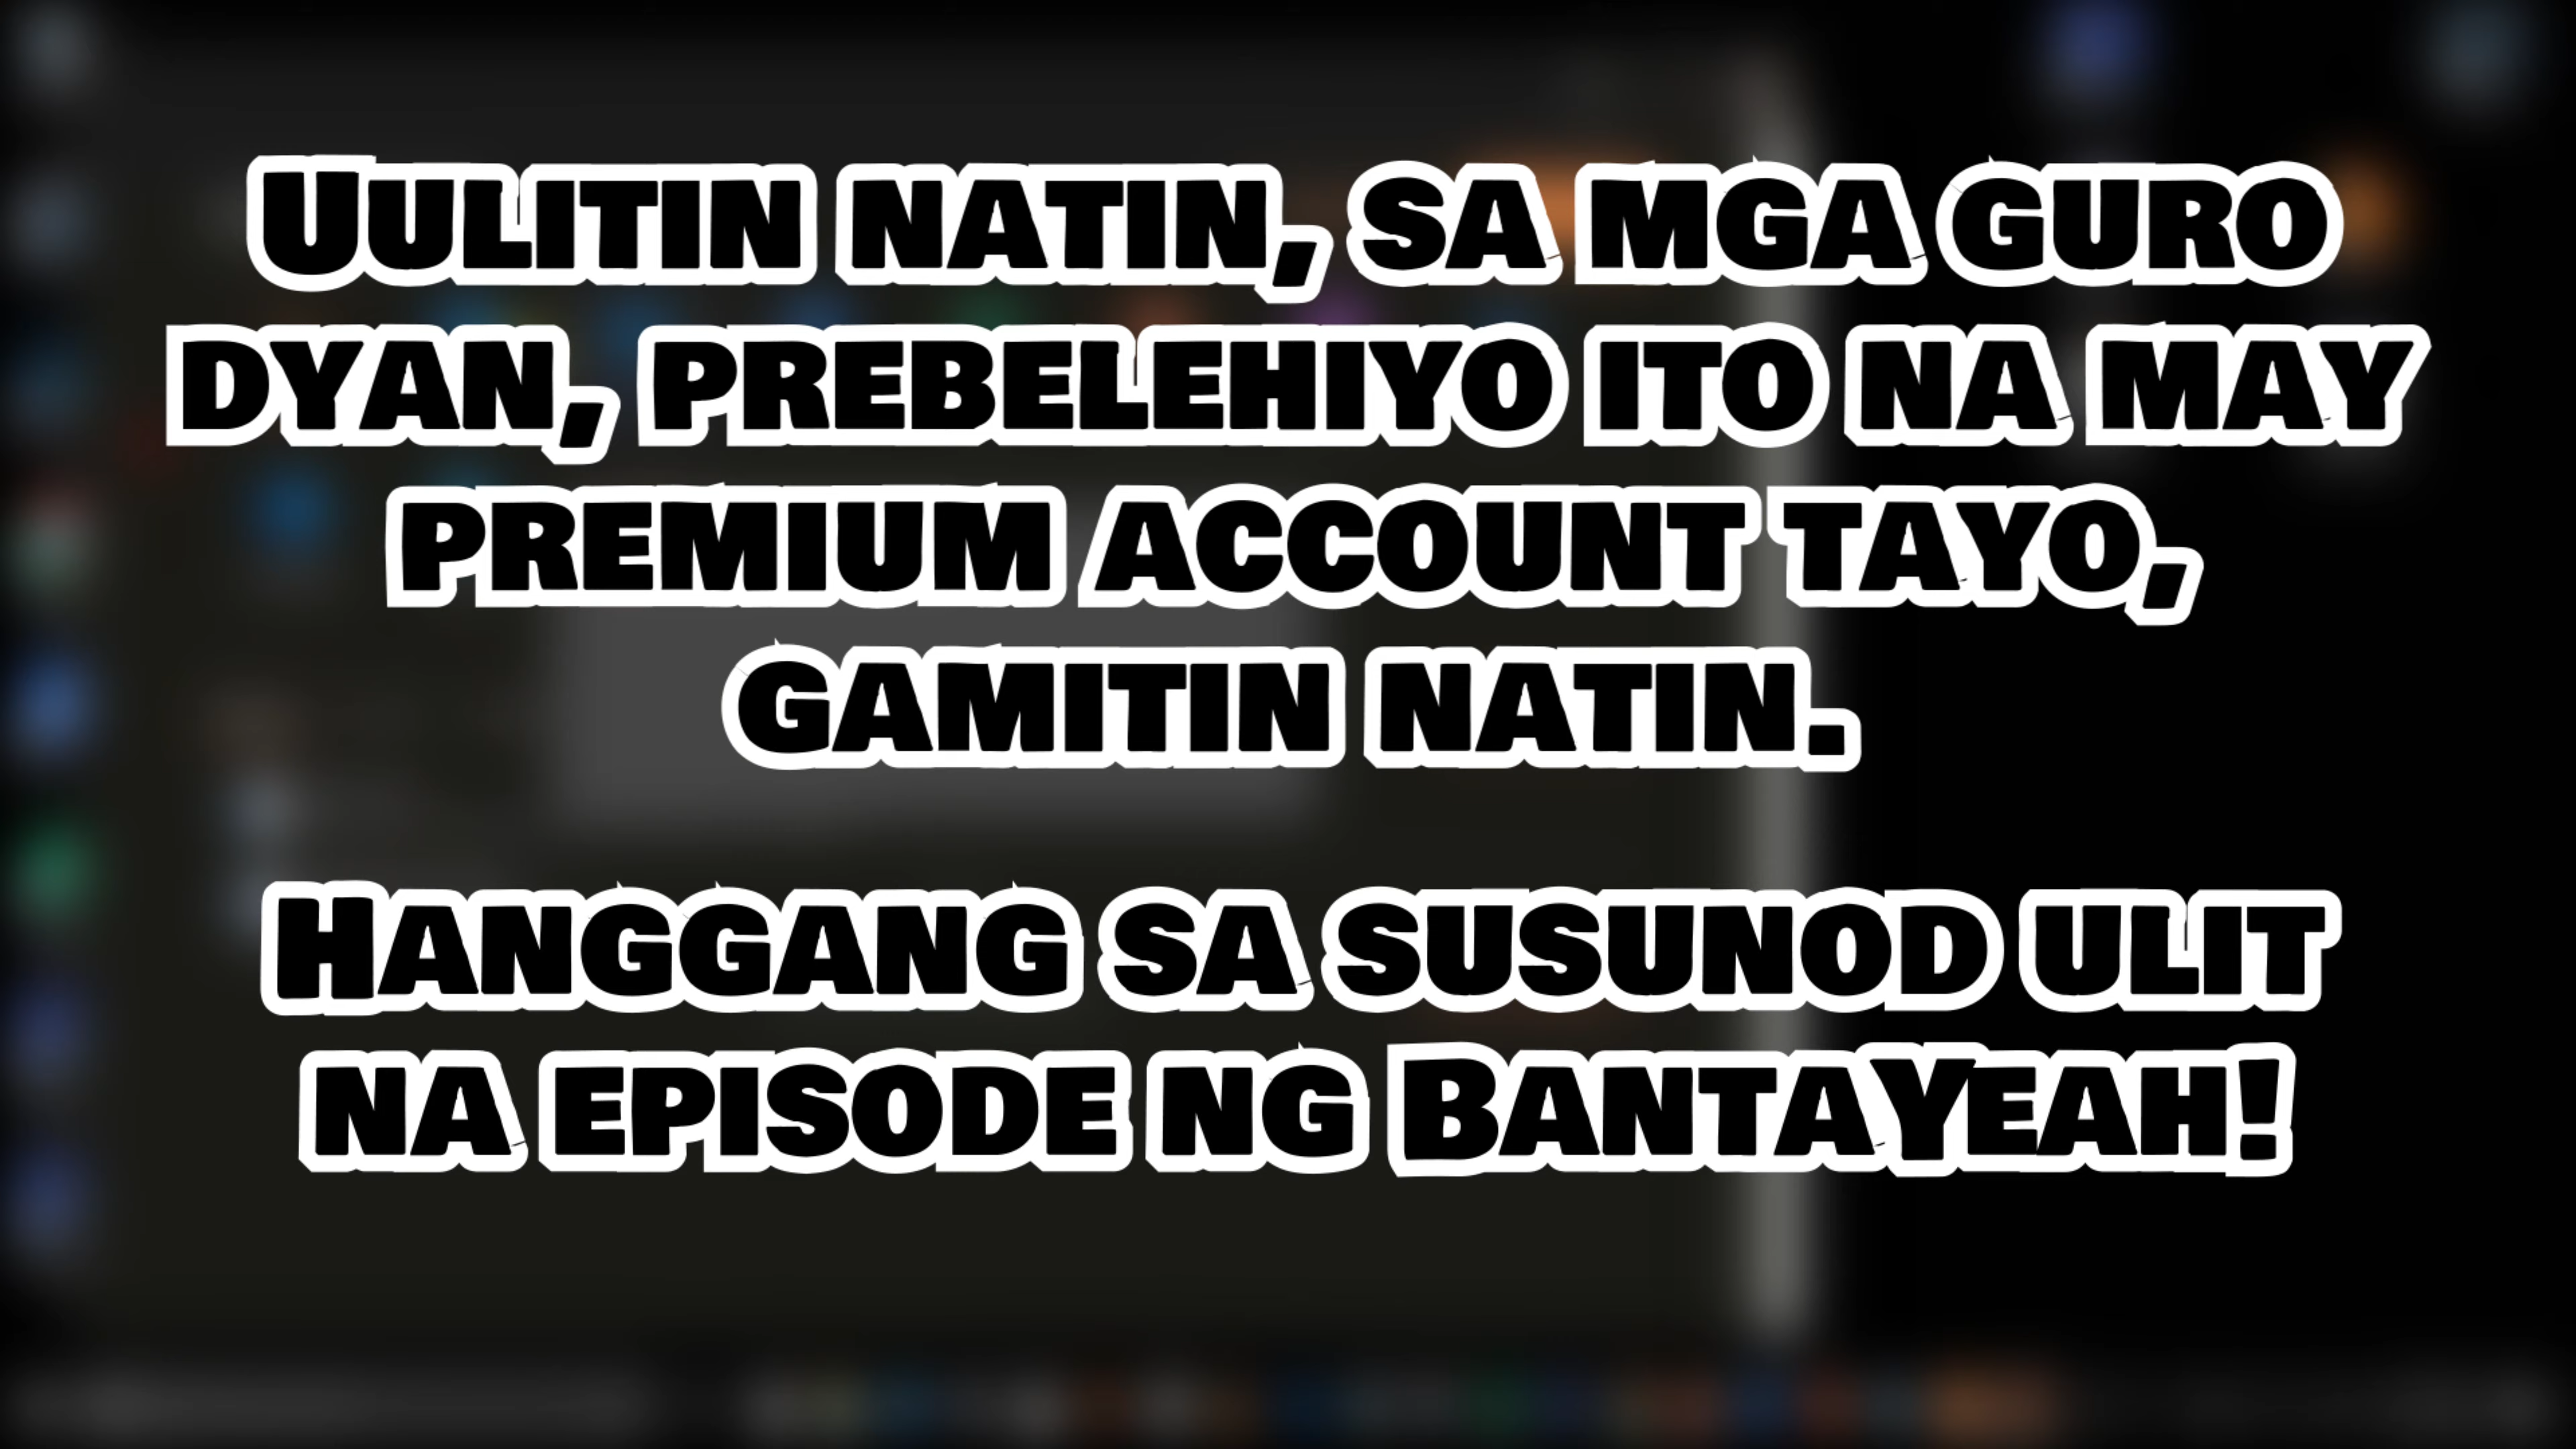 Uulitin natin, sa mga guro
dyan, prebelehiyo ito na may
premium account tayo,
gamitin natin.
Hanggang sa susunod ulit
na episode ng BantaYeah!